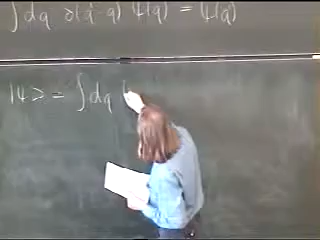 ∫ dq ∂(q'-q) ψ(q) = ψ(q)
|ψ> = ∫ dq